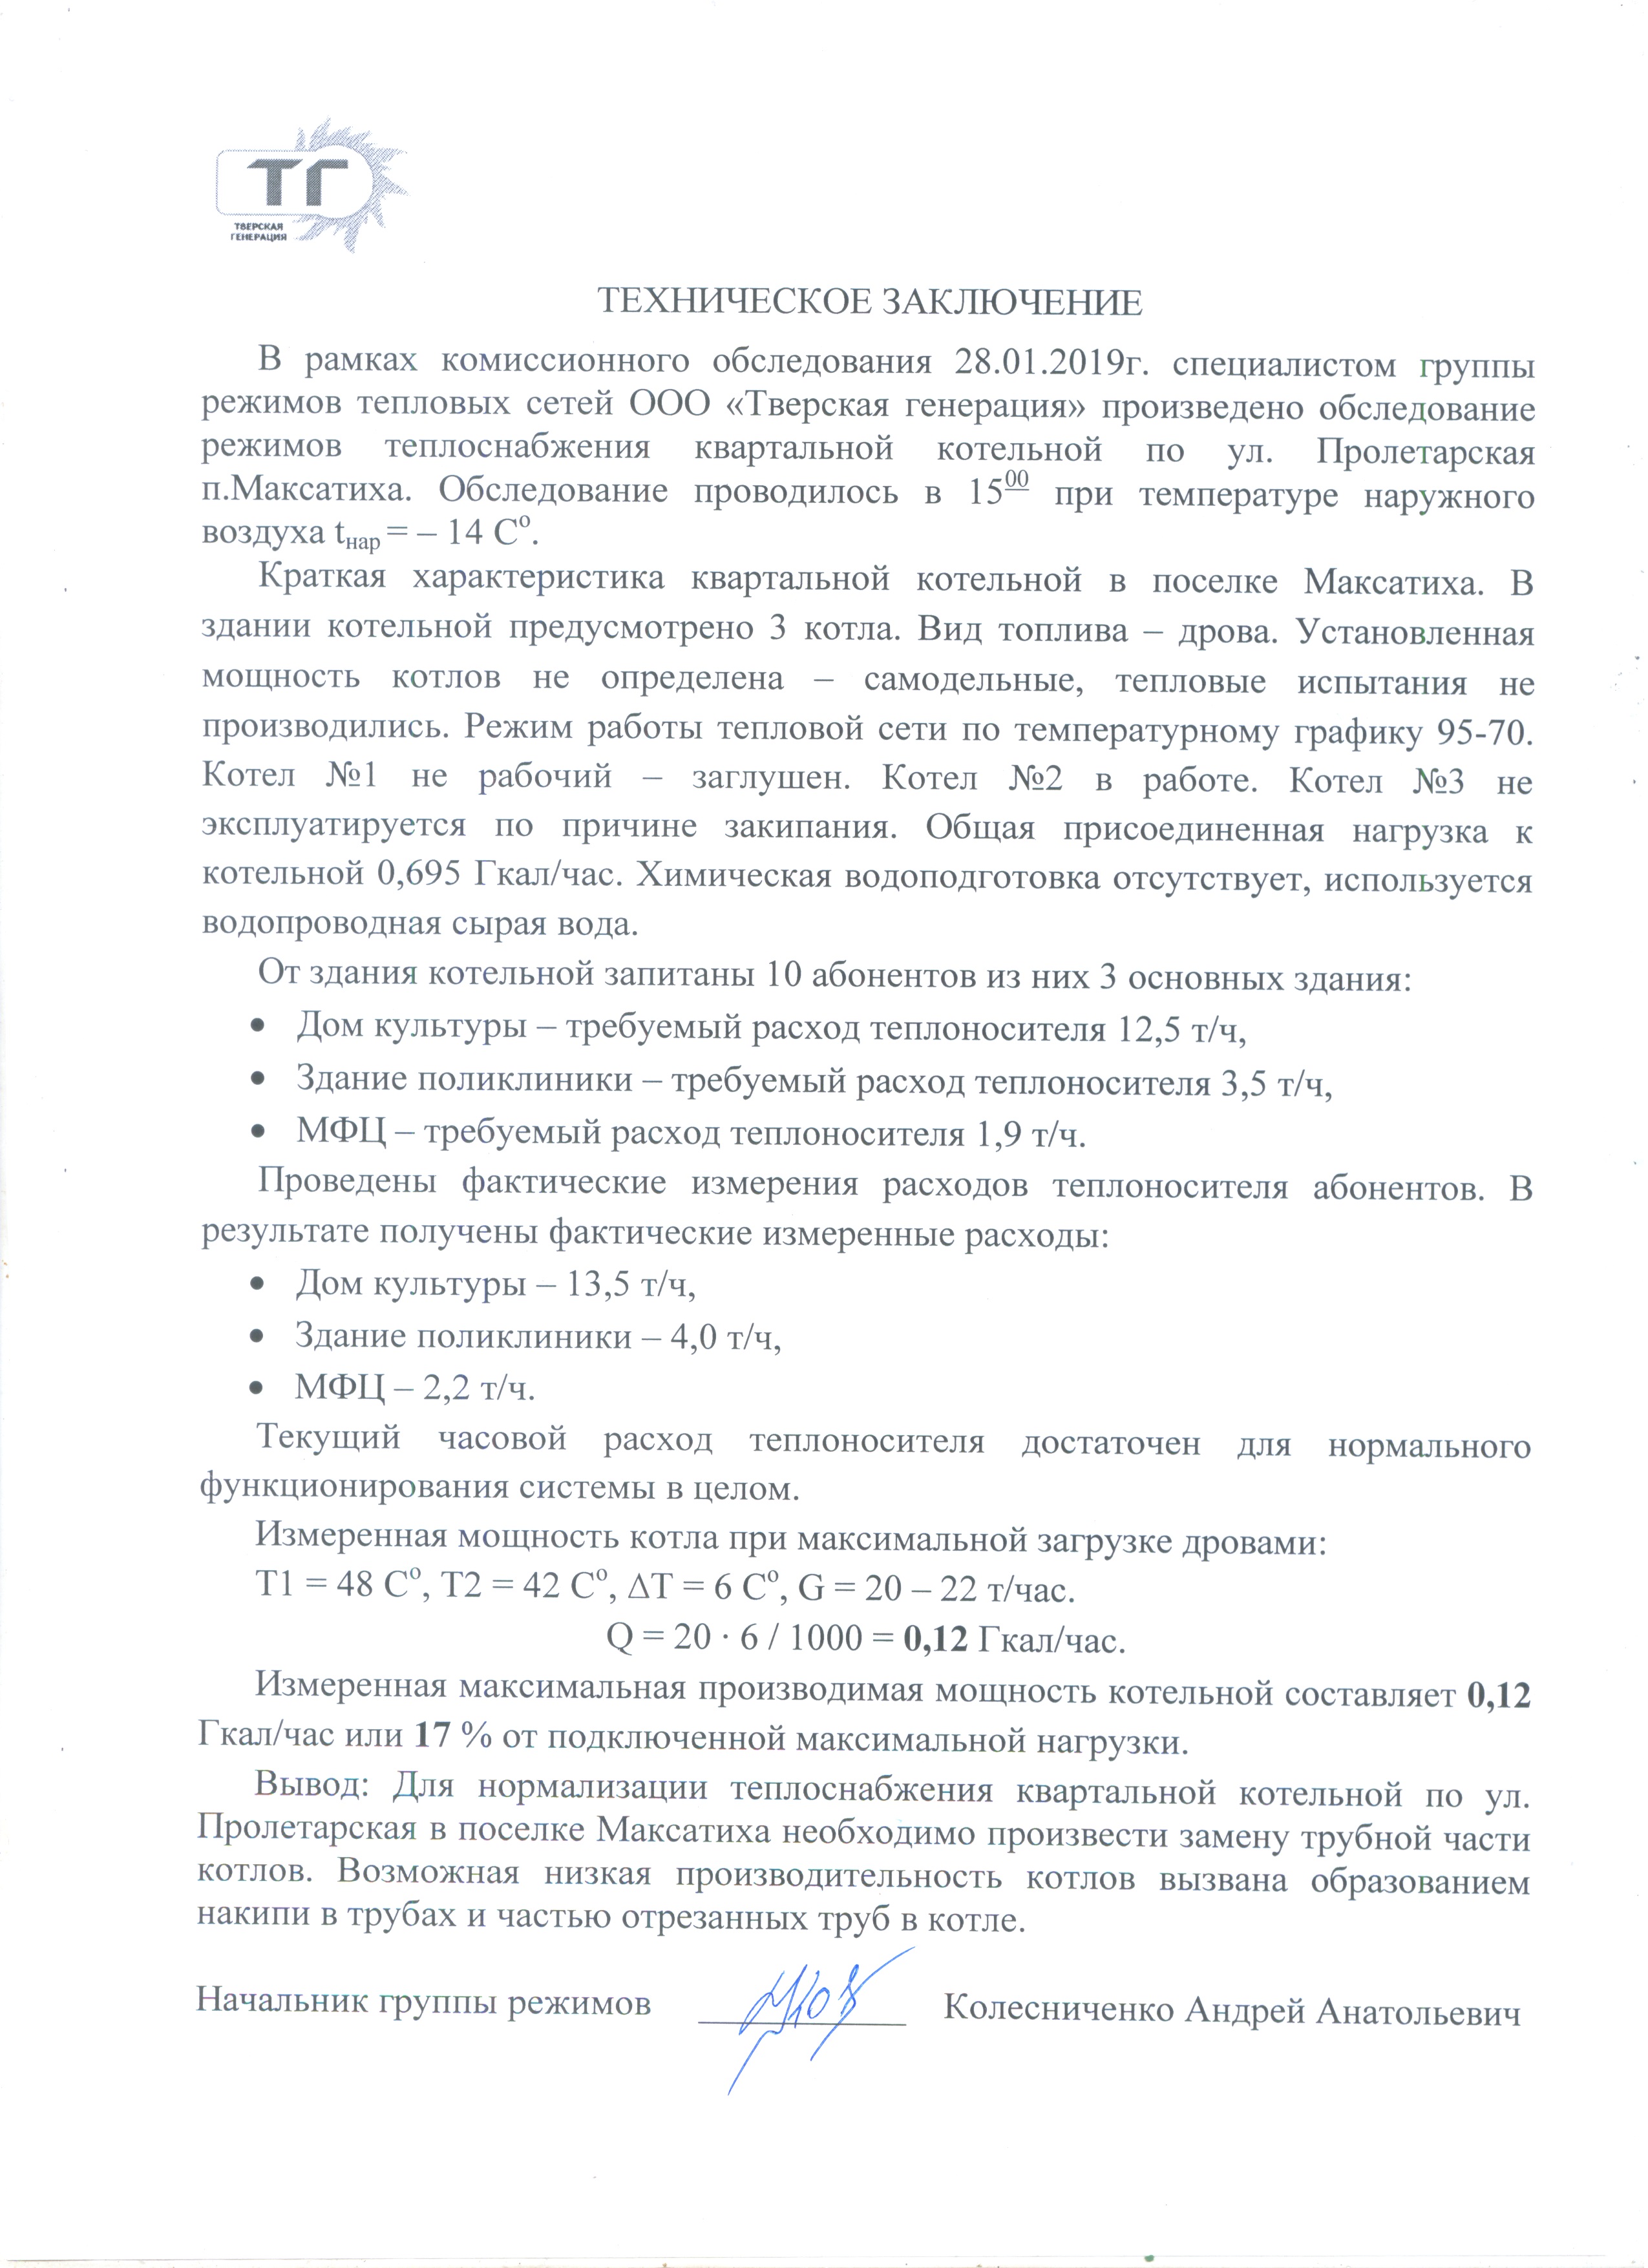 ТГ
ТВЕРСКАЯ
ГЕНЕРАЦИЯ
ТЕХНИЧЕСКОЕ ЗАКЛЮЧЕНИЕ
В рамках комиссионного обследования 28.01.2019г. специалистом группы
режимов тепловых сетей ООО «Тверская генерация» произведено обследование
режимов теплоснабжения квартальной котельной по ул. Пролетарская
п.Максатиха. Обследование проводилось в 15⁰⁰ при температуре наружного
воздуха tнар = – 14 Cº.
Краткая характеристика квартальной котельной в поселке Максатиха. В
здании котельной предусмотрено 3 котла. Вид топлива – дрова. Установленная
мощность котлов не определена – самодельные, тепловые испытания не
производились. Режим работы тепловой сети по температурному графику 95-70.
Котел №1 не рабочий – заглушен. Котел №2 в работе. Котел №3 не
эксплуатируется по причине закипания. Общая присоединенная нагрузка к
котельной 0,695 Гкал/час. Химическая водоподготовка отсутствует, используется
водопроводная сырая вода.
От здания котельной запитаны 10 абонентов из них 3 основных здания:
• Дом культуры – требуемый расход теплоносителя 12,5 т/ч,
• Здание поликлиники – требуемый расход теплоносителя 3,5 т/ч,
• МФЦ – требуемый расход теплоносителя 1,9 т/ч.
Проведены фактические измерения расходов теплоносителя абонентов. В
результате получены фактические измеренные расходы:
• Дом культуры – 13,5 т/ч,
• Здание поликлиники – 4,0 т/ч,
• МФЦ – 2,2 т/ч.
Текущий часовой расход теплоносителя достаточен для нормального
функционирования системы в целом.
Измеренная мощность котла при максимальной загрузке дровами:
T1 = 48 Cº, T2 = 42 Cº, ΔT = 6 Cº, G = 20 – 22 т/час.
Q = 20 · 6 / 1000 = 0,12 Гкал/час.
Измеренная максимальная производимая мощность котельной составляет 0,12
Гкал/час или 17 % от подключенной максимальной нагрузки.
Вывод: Для нормализации теплоснабжения квартальной котельной по ул.
Пролетарская в поселке Максатиха необходимо произвести замену трубной части
котлов. Возможная низкая производительность котлов вызвана образованием
накипи в трубах и частью отрезанных труб в котле.
Начальник группы режимов Колесниченко Андрей Анатольевич